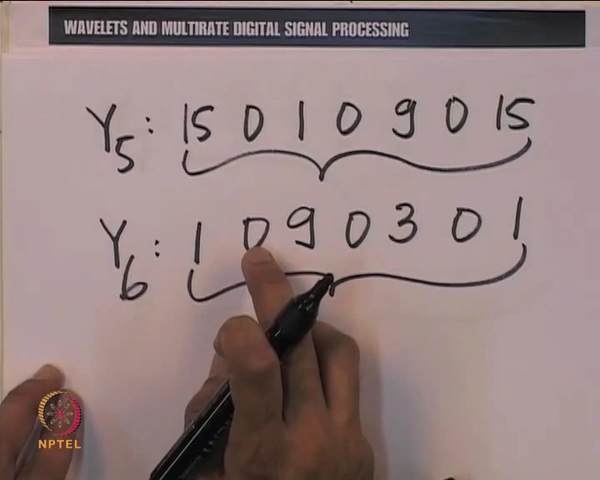 WAVELETS AND MULTIRATE DIGITAL SIGNAL PROCESSING
Y5: 15 0 1 0 9 0 15
Y6: 1 0 9 0 3 0 1
NPTEL